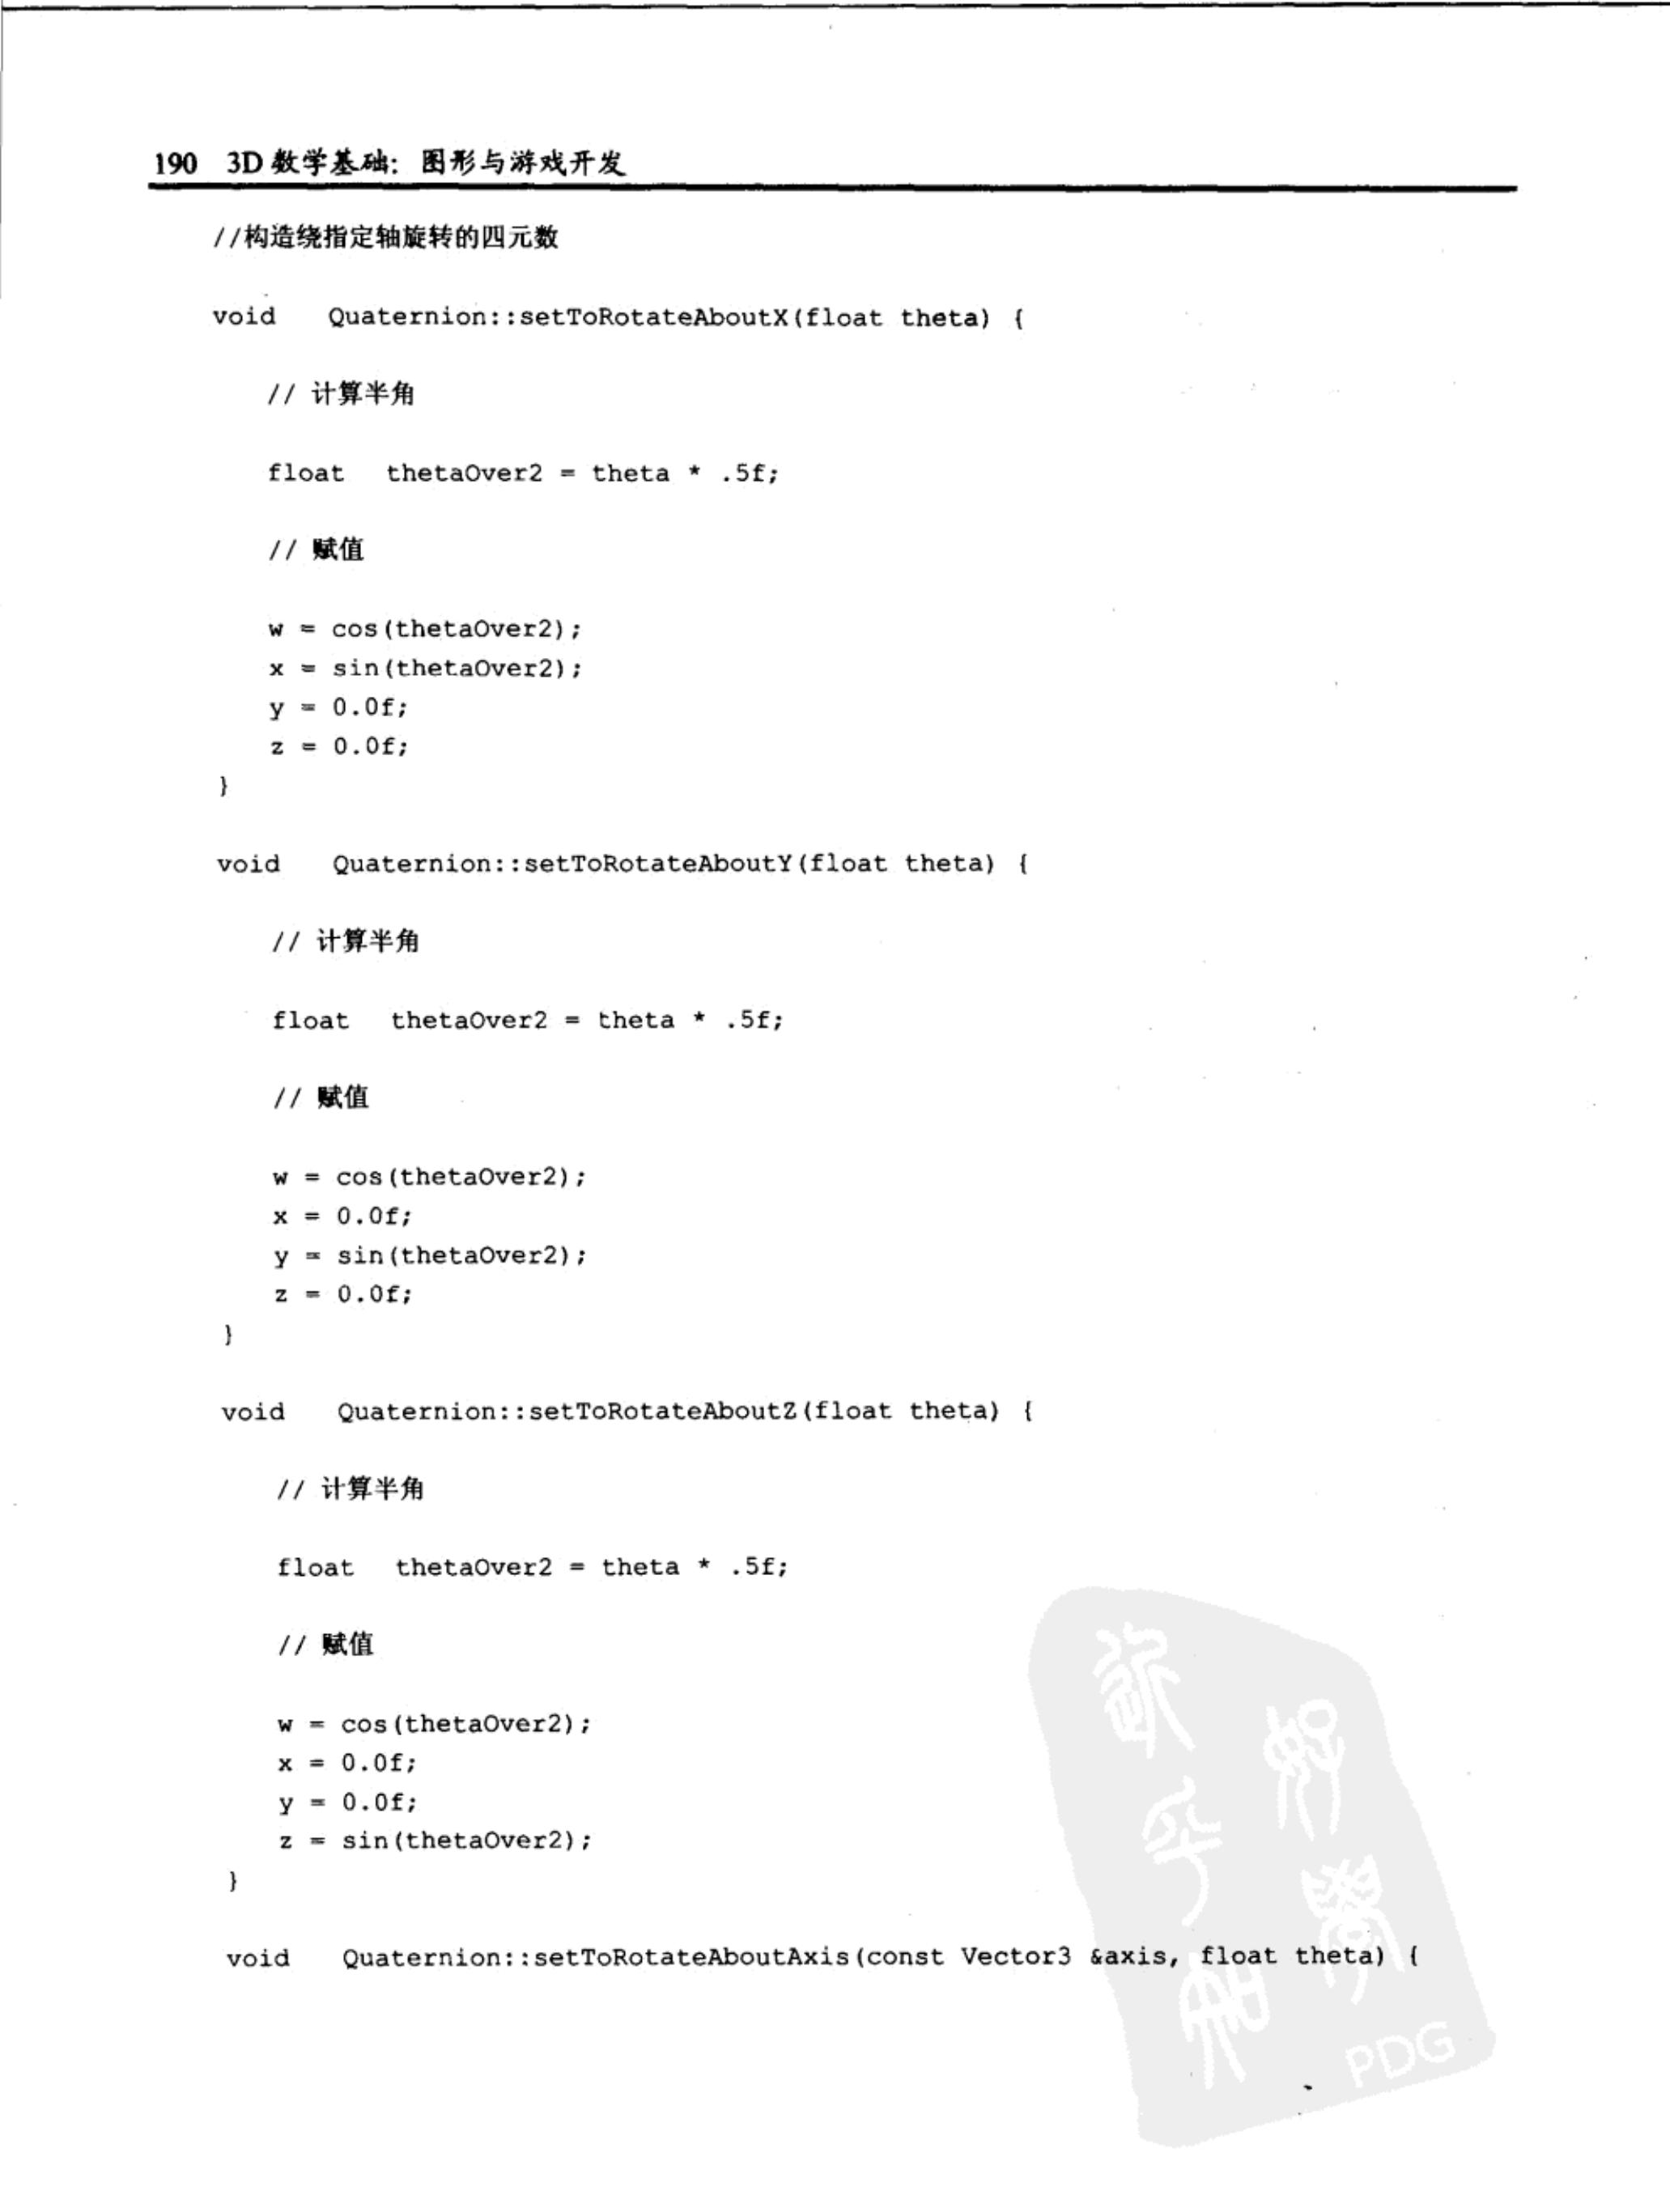 190 3D 数学基础：图形与游戏开发
//构造绕指定轴旋转的四元数
void Quaternion::setToRotateAboutX(float theta) {
// 计算半角
float thetaOver2 = theta * .5f;
// 赋值
w = cos(thetaOver2);
x = sin(thetaOver2);
y = 0.0f;
z = 0.0f;
}
void Quaternion::setToRotateAboutY(float theta) {
// 计算半角
float thetaOver2 = theta * .5f;
// 赋值
w = cos(thetaOver2);
x = 0.0f;
y = sin(thetaOver2);
z = 0.0f;
}
void Quaternion::setToRotateAboutZ(float theta) {
// 计算半角
float thetaOver2 = theta * .5f;
// 赋值
w = cos(thetaOver2);
x = 0.0f;
y = 0.0f;
z = sin(thetaOver2);
}
void Quaternion::setToRotateAboutAxis(const Vector3 &axis, float theta) {
PDG